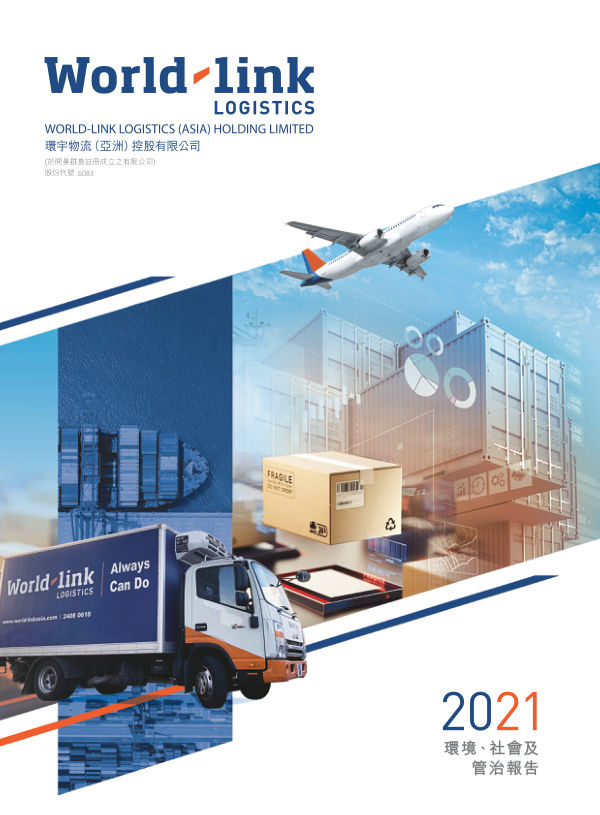 World-link
LOGISTICS
WORLD-LINK LOGISTICS (ASIA) HOLDING LIMITED
環宇物流（亞洲）控股有限公司
(於開曼群島註冊成立之有限公司)
股份代號: 6083
FRAGILE
DO NOT DROP!
World-link
LOGISTICS
Always
Can Do
www.world-linkasia.com | 2408 0618
2021
環境、社會及
管治報告